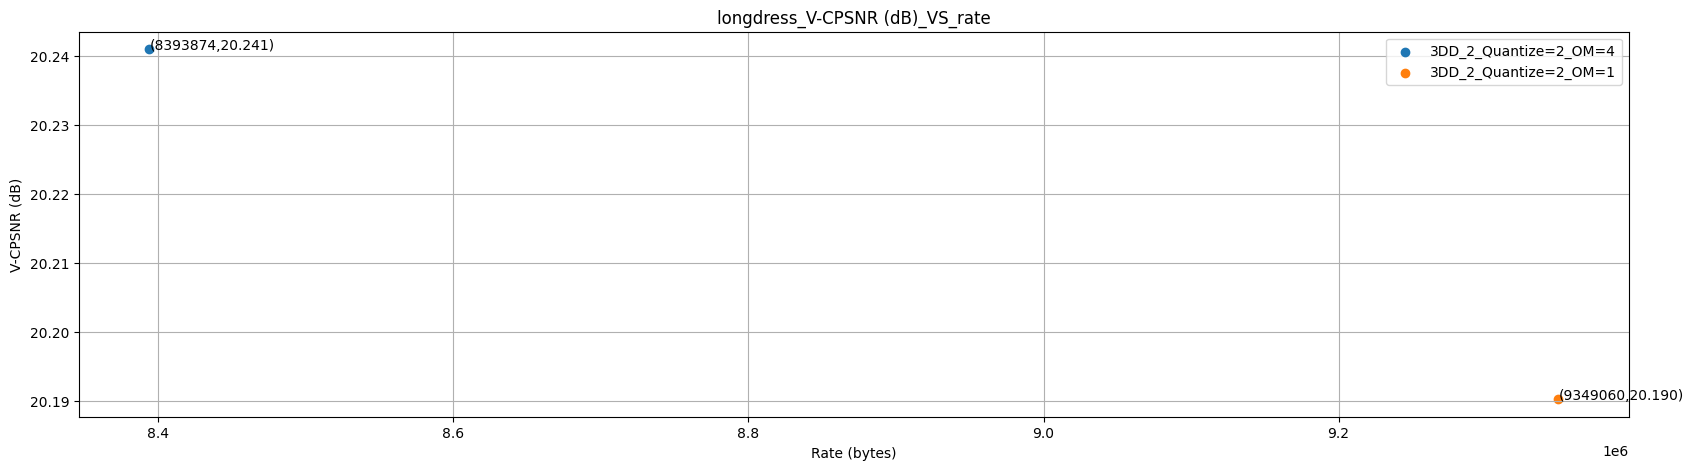 longdress_V-CPSNR (dB)_VS_rate
(8393874,20.241)
3DD_2_Quantize=2_OM=4
3DD_2_Quantize=2_OM=1
20.24
20.23
20.22
20.21
20.20
20.19
V-CPSNR (dB)
(9349060,20.190)
8.4
8.6
8.8
9.0
9.2
Rate (bytes)
1e6